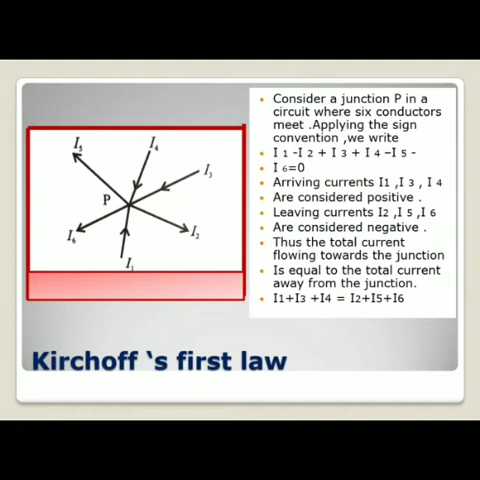 I5
I4
I3
P
I6
I2
I1
• Consider a junction P in a
circuit where six conductors
meet .Applying the sign
convention ,we write
• I 1 -I 2 + I 3 + I 4 –I 5 -
• I 6=0
• Arriving currents I1 ,I 3 , I 4
• Are considered positive .
• Leaving currents I2 ,I 5 ,I 6
• Are considered negative .
• Thus the total current
flowing towards the junction
• Is equal to the total current
away from the junction.
• I1+I3 +I4 = I2+I5+I6
Kirchoff ‘s first law